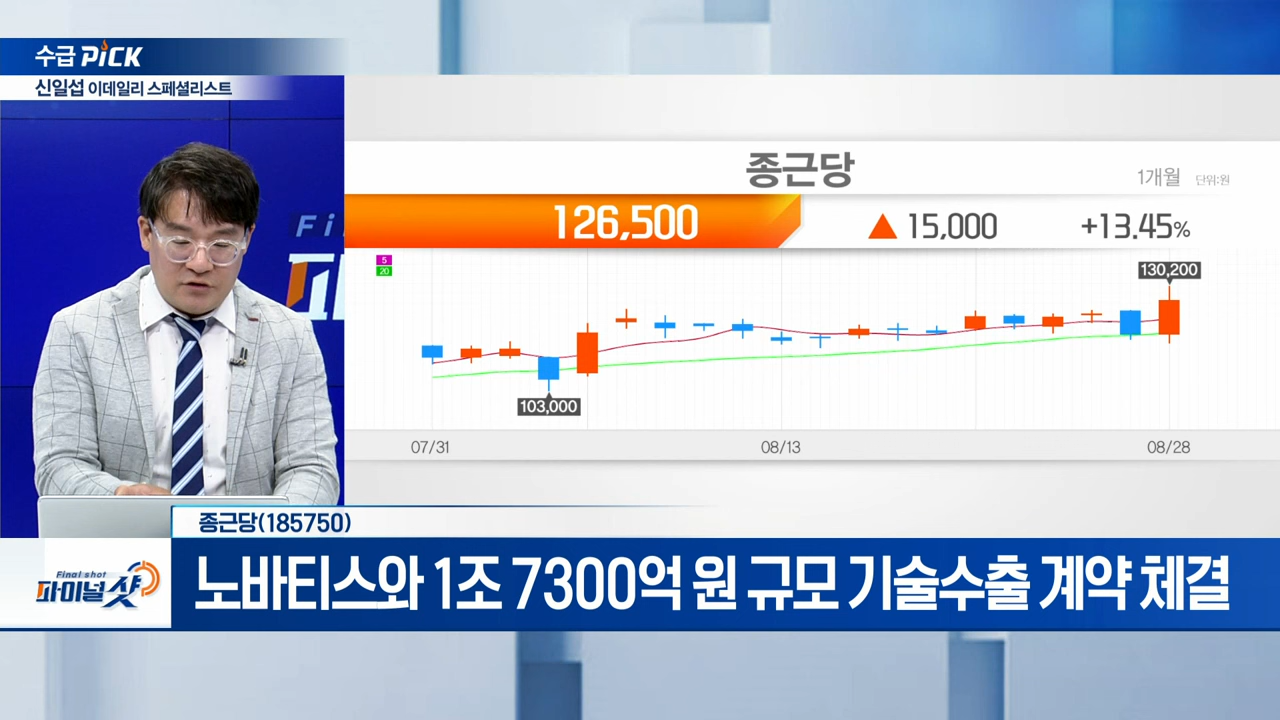 수급 PiCK
신일섭 이데일리 스페셜리스트
Fi
파
종근당
1개월 단위:원
126,500 ▲ 15,000 +13.45%
5
20
130,200
103,000
07/31 08/13 08/28
종근당(185750)
Final shot
파이널샷
노바티스와 1조 7300억 원 규모 기술수출 계약 체결